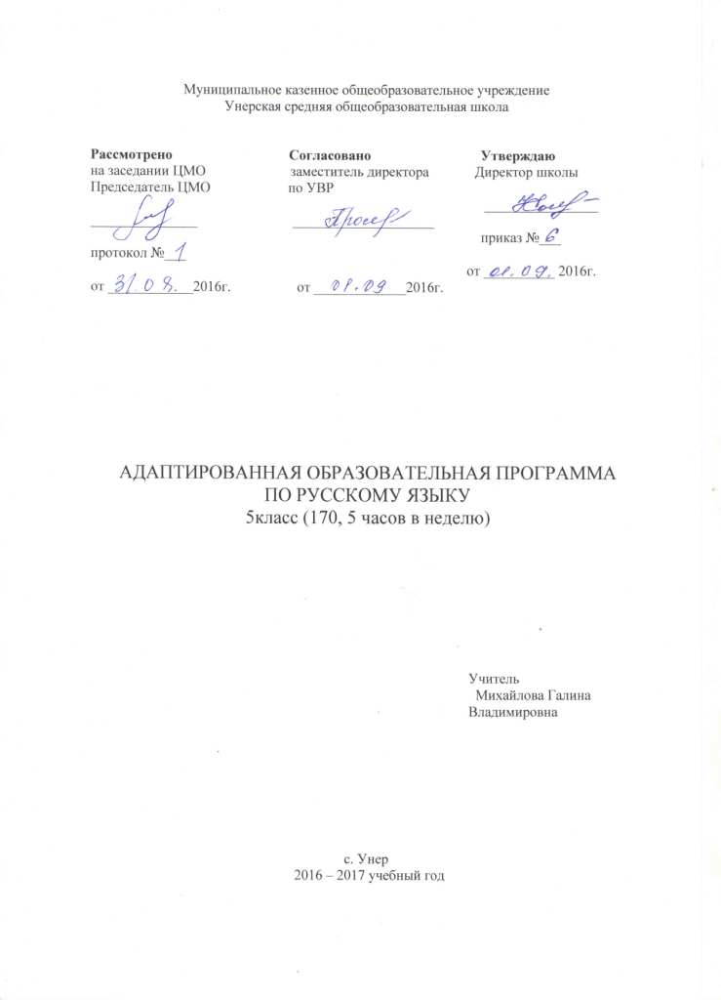 Муниципальное казенное общеобразовательное учреждение
Унерская средняя общеобразовательная школа
Рассмотрено
на заседании ЦМО
Председатель ЦМО
протокол № 1
от 31 08. 2016г.
Согласовано
заместитель директора
по УВР
от 01.09 2016г.
Утверждаю
Директор школы
приказ № 6
от 01.09. 2016г.
АДАПТИРОВАННАЯ ОБРАЗОВАТЕЛЬНАЯ ПРОГРАММА
ПО РУССКОМУ ЯЗЫКУ
5класс (170, 5 часов в неделю)
Учитель
Михайлова Галина
Владимировна
с. Унер
2016 – 2017 учебный год